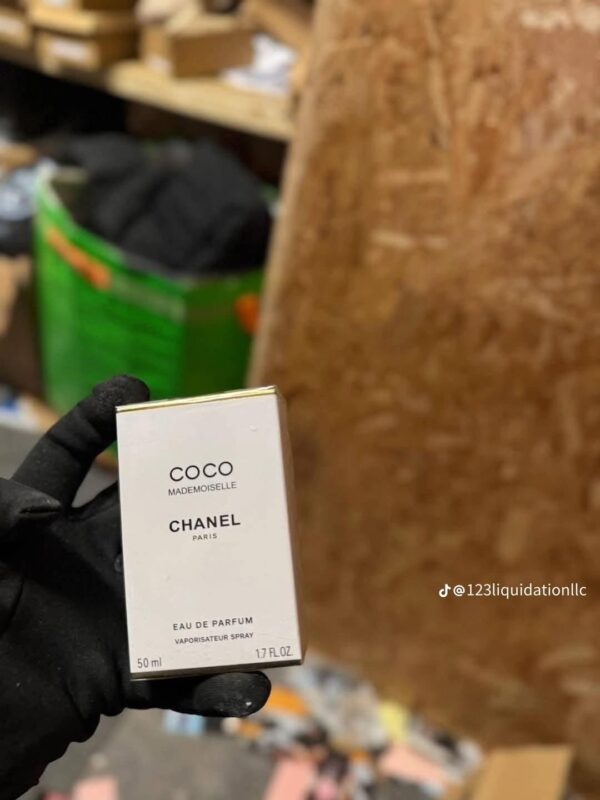 COCO
MADEMOISELLE
CHANEL
PARIS
EAU DE PARFUM
VAPORISATEUR SPRAY
50 ml 1.7 FL.OZ.
@123liquidationllc